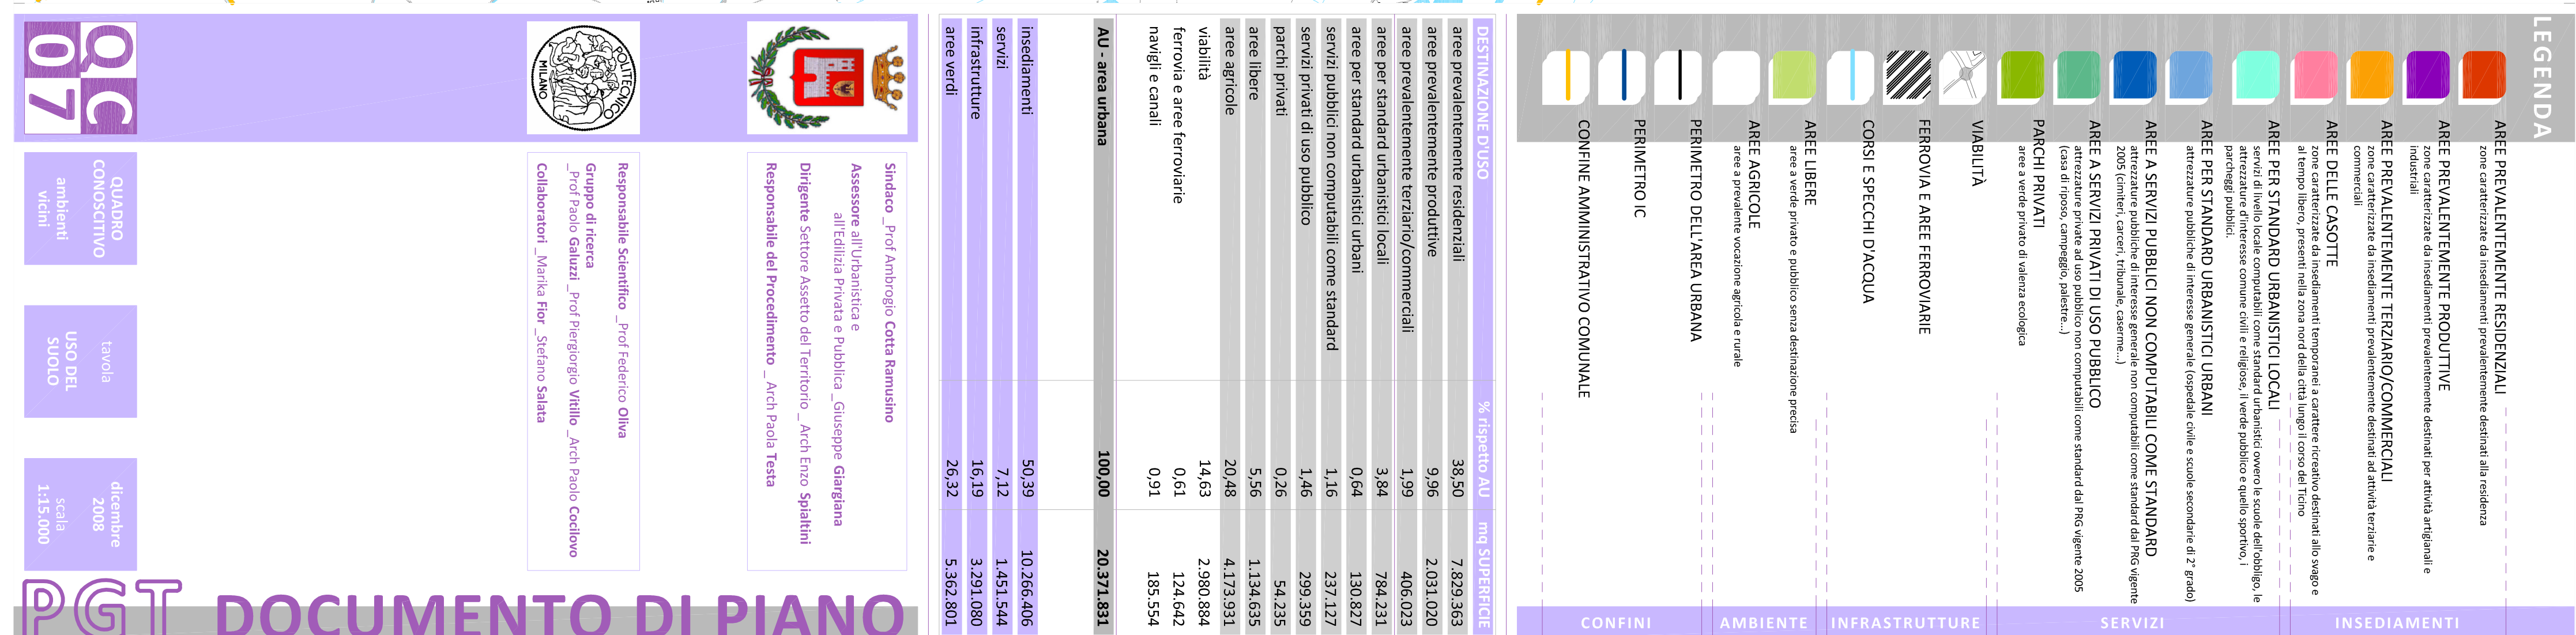 LEGENDA
AREE PREVALENTEMENTE RESIDENZIALI
zone caratterizzate da insediamenti prevalentemente destinati alla residenza
AREE PREVALENTEMENTE PRODUTTIVE
zone caratterizzate da insediamenti prevalentemente destinati per attività artigianali e
industriali
AREE PREVALENTEMENTE TERZIARIO/COMMERCIALI
zone caratterizzate da insediamenti prevalentemente destinati ad attività terziarie e
commerciali
AREE DELLE CASOTTE
zone caratterizzate da insediamenti temporanei a carattere ricreativo destinati allo svago e
al tempo libero, presenti nella zona nord della città lungo il corso del Ticino
AREE PER STANDARD URBANISTICI LOCALI
servizi di livello locale computabili come standard urbanistici ovvero le scuole dell'obbligo, le
attrezzature d'interesse comune civili e religiose, il verde pubblico e quello sportivo, i
parcheggi pubblici.
AREE PER STANDARD URBANISTICI URBANI
attrezzature pubbliche di interesse generale (ospedale civile e scuole secondarie di 2° grado)
AREE A SERVIZI PUBBLICI NON COMPUTABILI COME STANDARD
attrezzature pubbliche di interesse generale non computabili come standard dal PRG vigente
2005 (cimiteri, carceri, tribunale, caserme...)
AREE A SERVIZI PRIVATI DI USO PUBBLICO
attrezzature private ad uso pubblico non computabili come standard dal PRG vigente 2005
(casa di riposo, campeggio, palestre...)
PARCHI PRIVATI
aree a verde privato di valenza ecologica
VIABILITÀ
FERROVIA E AREE FERROVIARIE
CORSI E SPECCHI D'ACQUA
AREE LIBERE
aree a verde privato e pubblico senza destinazione precisa
AREE AGRICOLE
aree a prevalente vocazione agricola e rurale
PERIMETRO DELL'AREA URBANA
PERIMETRO IC
CONFINE AMMINISTRATIVO COMUNALE
INSEDIAMENTI
SERVIZI
INFRASTRUTTURE
AMBIENTE
CONFINI
DESTINAZIONE D'USO % rispetto AU mq SUPERFICIE
aree prevalentemente residenziali 38,50 7.829.363
aree prevalentemente produttive 9,96 2.031.020
aree prevalentemente terziario/commerciali 1,99 406.023
aree per standard urbanistici locali 3,84 784.231
aree per standard urbanistici urbani 0,64 130.827
servizi pubblici non computabili come standard 1,16 237.127
servizi privati di uso pubblico 1,46 299.359
parchi privati 0,26 54.235
aree libere 5,56 1.134.635
aree agricole 20,48 4.173.931
viabilità 14,63 2.980.884
ferrovia e aree ferroviarie 0,61 124.642
navigli e canali 0,91 185.554
AU - area urbana 100,00 20.371.831
insediamenti 50,39 10.266.406
servizi 7,12 1.451.544
infrastrutture 16,19 3.291.080
aree verdi 26,32 5.362.801
Sindaco _Prof Ambrogio Cotta Ramusino
Assessore all'Urbanistica e
all'Edilizia Privata e Pubblica _Giuseppe Giargiana
Dirigente Settore Assetto del Territorio _ Arch Enzo Spialtini
Responsabile del Procedimento _ Arch Paola Testa
POLITECNICO
MILANO
Responsabile Scientifico _Prof Federico Oliva
Gruppo di ricerca
_Prof Paolo Galuzzi _Prof Piergiorgio Vitillo _Arch Paolo Cocilovo
Collaboratori _Marika Fior _Stefano Salata
QC
07
QUADRO
CONOSCITIVO
ambienti
vicini
tavola
USO DEL
SUOLO
dicembre
2008
scala
1:15.000
PGT DOCUMENTO DI PIANO